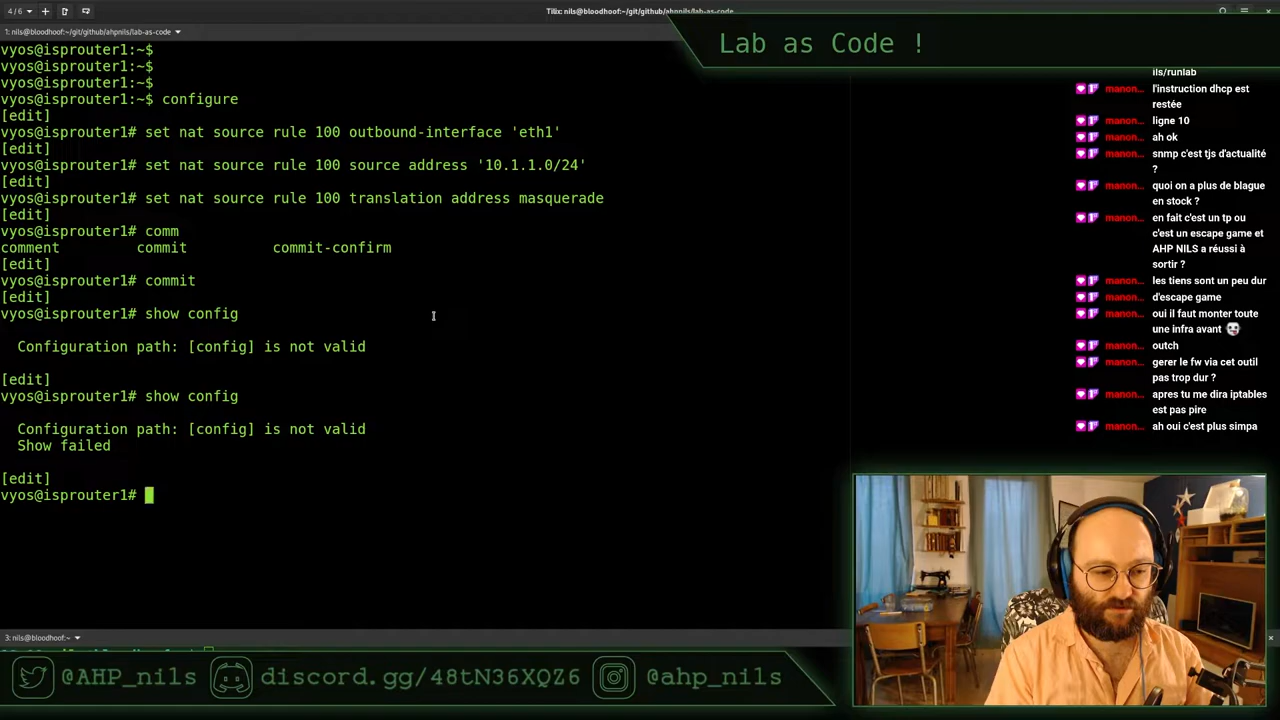 4/6
Tilix: nils@bloodhoof:~/git/github/ahpnils/lab-as-code
1: nils@bloodhoof:~/git/github/ahpnils/lab-as-code
Lab as Code !
vyos@isprouter1:~$
vyos@isprouter1:~$
vyos@isprouter1:~$
vyos@isprouter1:~$ configure
[edit]
vyos@isprouter1# set nat source rule 100 outbound-interface 'eth1'
[edit]
vyos@isprouter1# set nat source rule 100 source address '10.1.1.0/24'
[edit]
vyos@isprouter1# set nat source rule 100 translation address masquerade
[edit]
vyos@isprouter1# comm
comment commit commit-confirm
[edit]
vyos@isprouter1# commit
[edit]
vyos@isprouter1# show config
Configuration path: [config] is not valid
[edit]
vyos@isprouter1# show config
Configuration path: [config] is not valid
Show failed
[edit]
vyos@isprouter1#
ils/runlab
manon... l'instruction dhcp est
restée
manon... ligne 10
manon... ah ok
manon... snmp c'est tjs d'actualité
?
manon... quoi on a plus de blague
en stock ?
manon... en fait c'est un tp ou
c'est un escape game et
AHP NILS a réussi à
sortir ?
manon... les tiens sont un peu dur
manon... d'escape game
manon... oui il faut monter toute
une infra avant
manon... outch
manon... gerer le fw via cet outil
pas trop dur ?
manon... apres tu me dira iptables
est pas pire
manon... ah oui c'est plus simpa
3: nils@bloodhoof:~
@AHP_nils
discord.gg/48tN36XQZ6
@ahp_nils